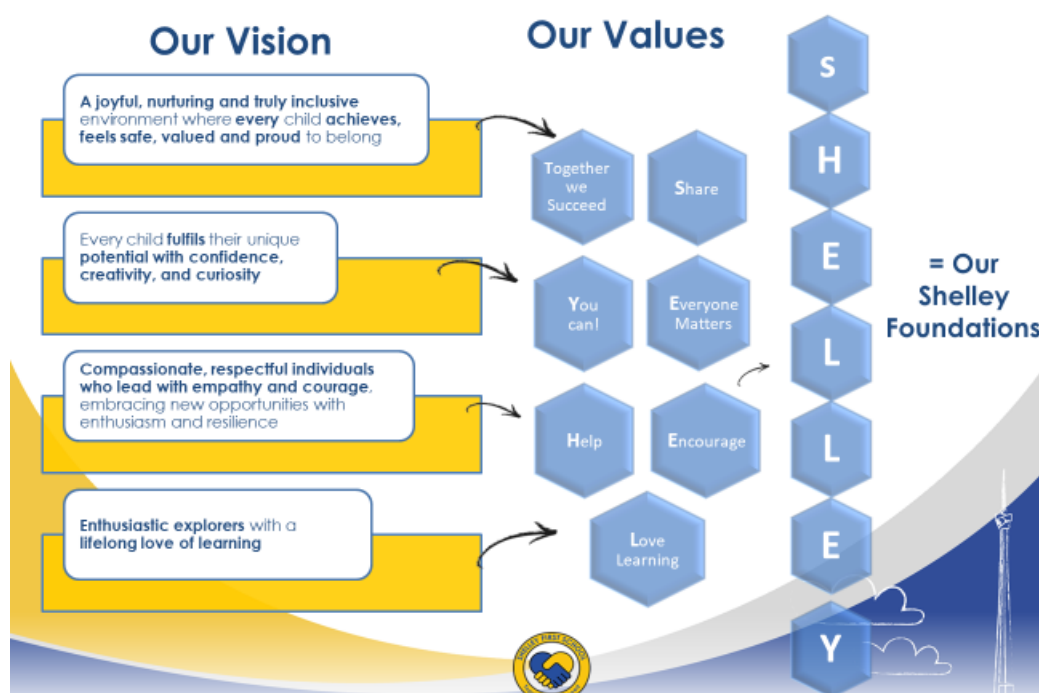 Our Vision
A joyful, nurturing and truly inclusive
environment where every child achieves,
feels safe, valued and proud to belong
Every child fulfils their unique
potential with confidence,
creativity, and curiosity
Compassionate, respectful individuals
who lead with empathy and courage,
embracing new opportunities with
enthusiasm and resilience
Enthusiastic explorers with a
lifelong love of learning
Our Values
Together
we
Succeed
Share
You
can!
Everyone
Matters
Help
Encourage
Love
Learning
S
H
E
L
L
E
Y
= Our
Shelley
Foundations
SHELLEY FIRST SCHOOL